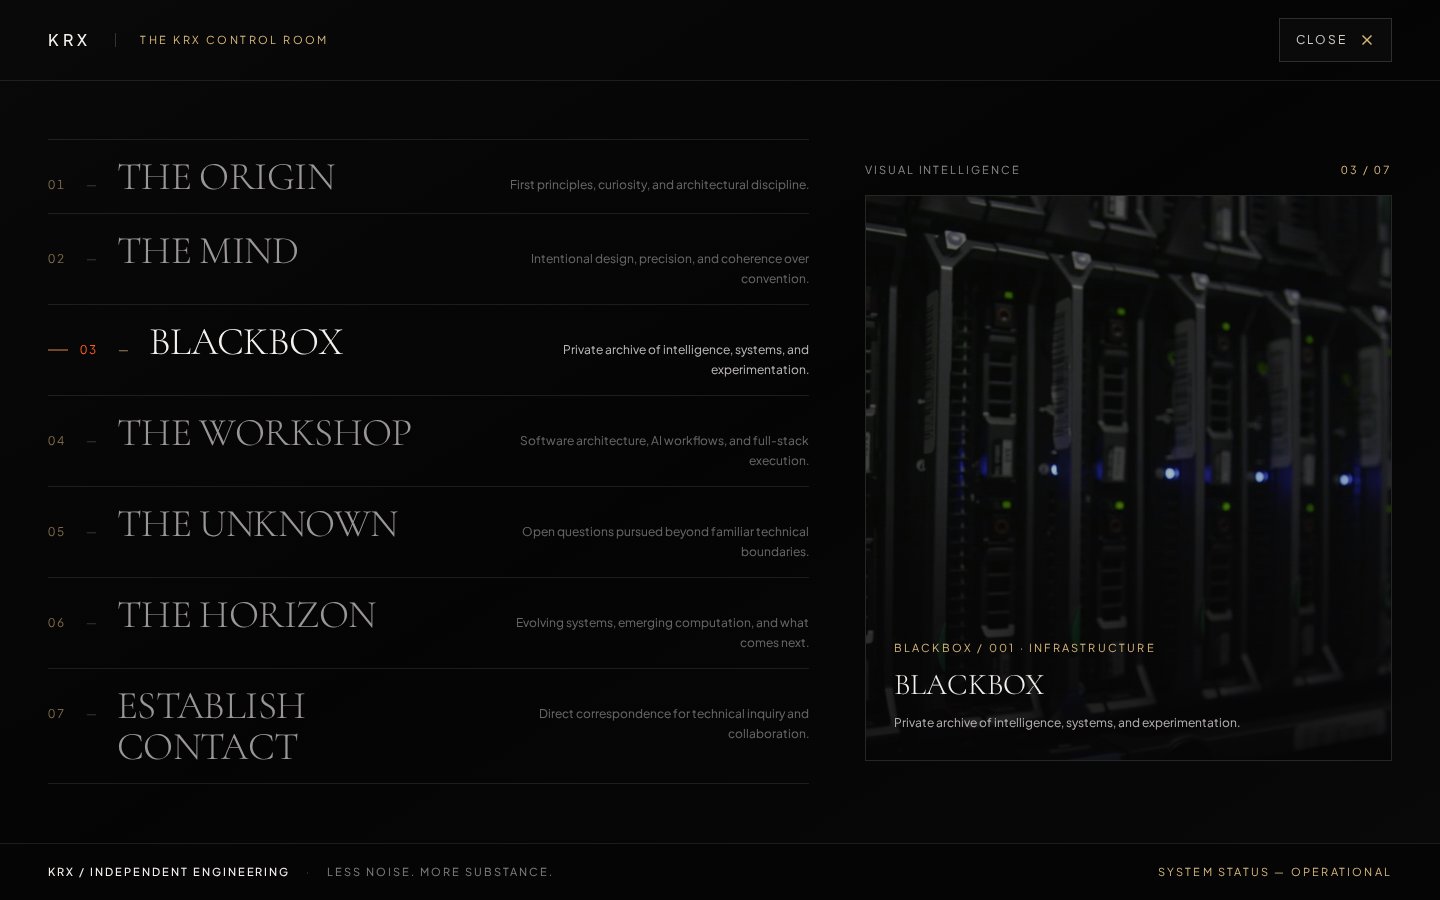 KRX
THE KRX CONTROL ROOM
CLOSE ×
01 — THE ORIGIN
First principles, curiosity, and architectural discipline.
02 — THE MIND
Intentional design, precision, and coherence over
convention.
03 — BLACKBOX
Private archive of intelligence, systems, and
experimentation.
04 — THE WORKSHOP
Software architecture, AI workflows, and full-stack
execution.
05 — THE UNKNOWN
Open questions pursued beyond familiar technical
boundaries.
06 — THE HORIZON
Evolving systems, emerging computation, and what
comes next.
07 — ESTABLISH
CONTACT
Direct correspondence for technical inquiry and
collaboration.
VISUAL INTELLIGENCE
03 / 07
BLACKBOX / 001 · INFRASTRUCTURE
BLACKBOX
Private archive of intelligence, systems, and experimentation.
KRX / INDEPENDENT ENGINEERING · LESS NOISE. MORE SUBSTANCE.
SYSTEM STATUS — OPERATIONAL